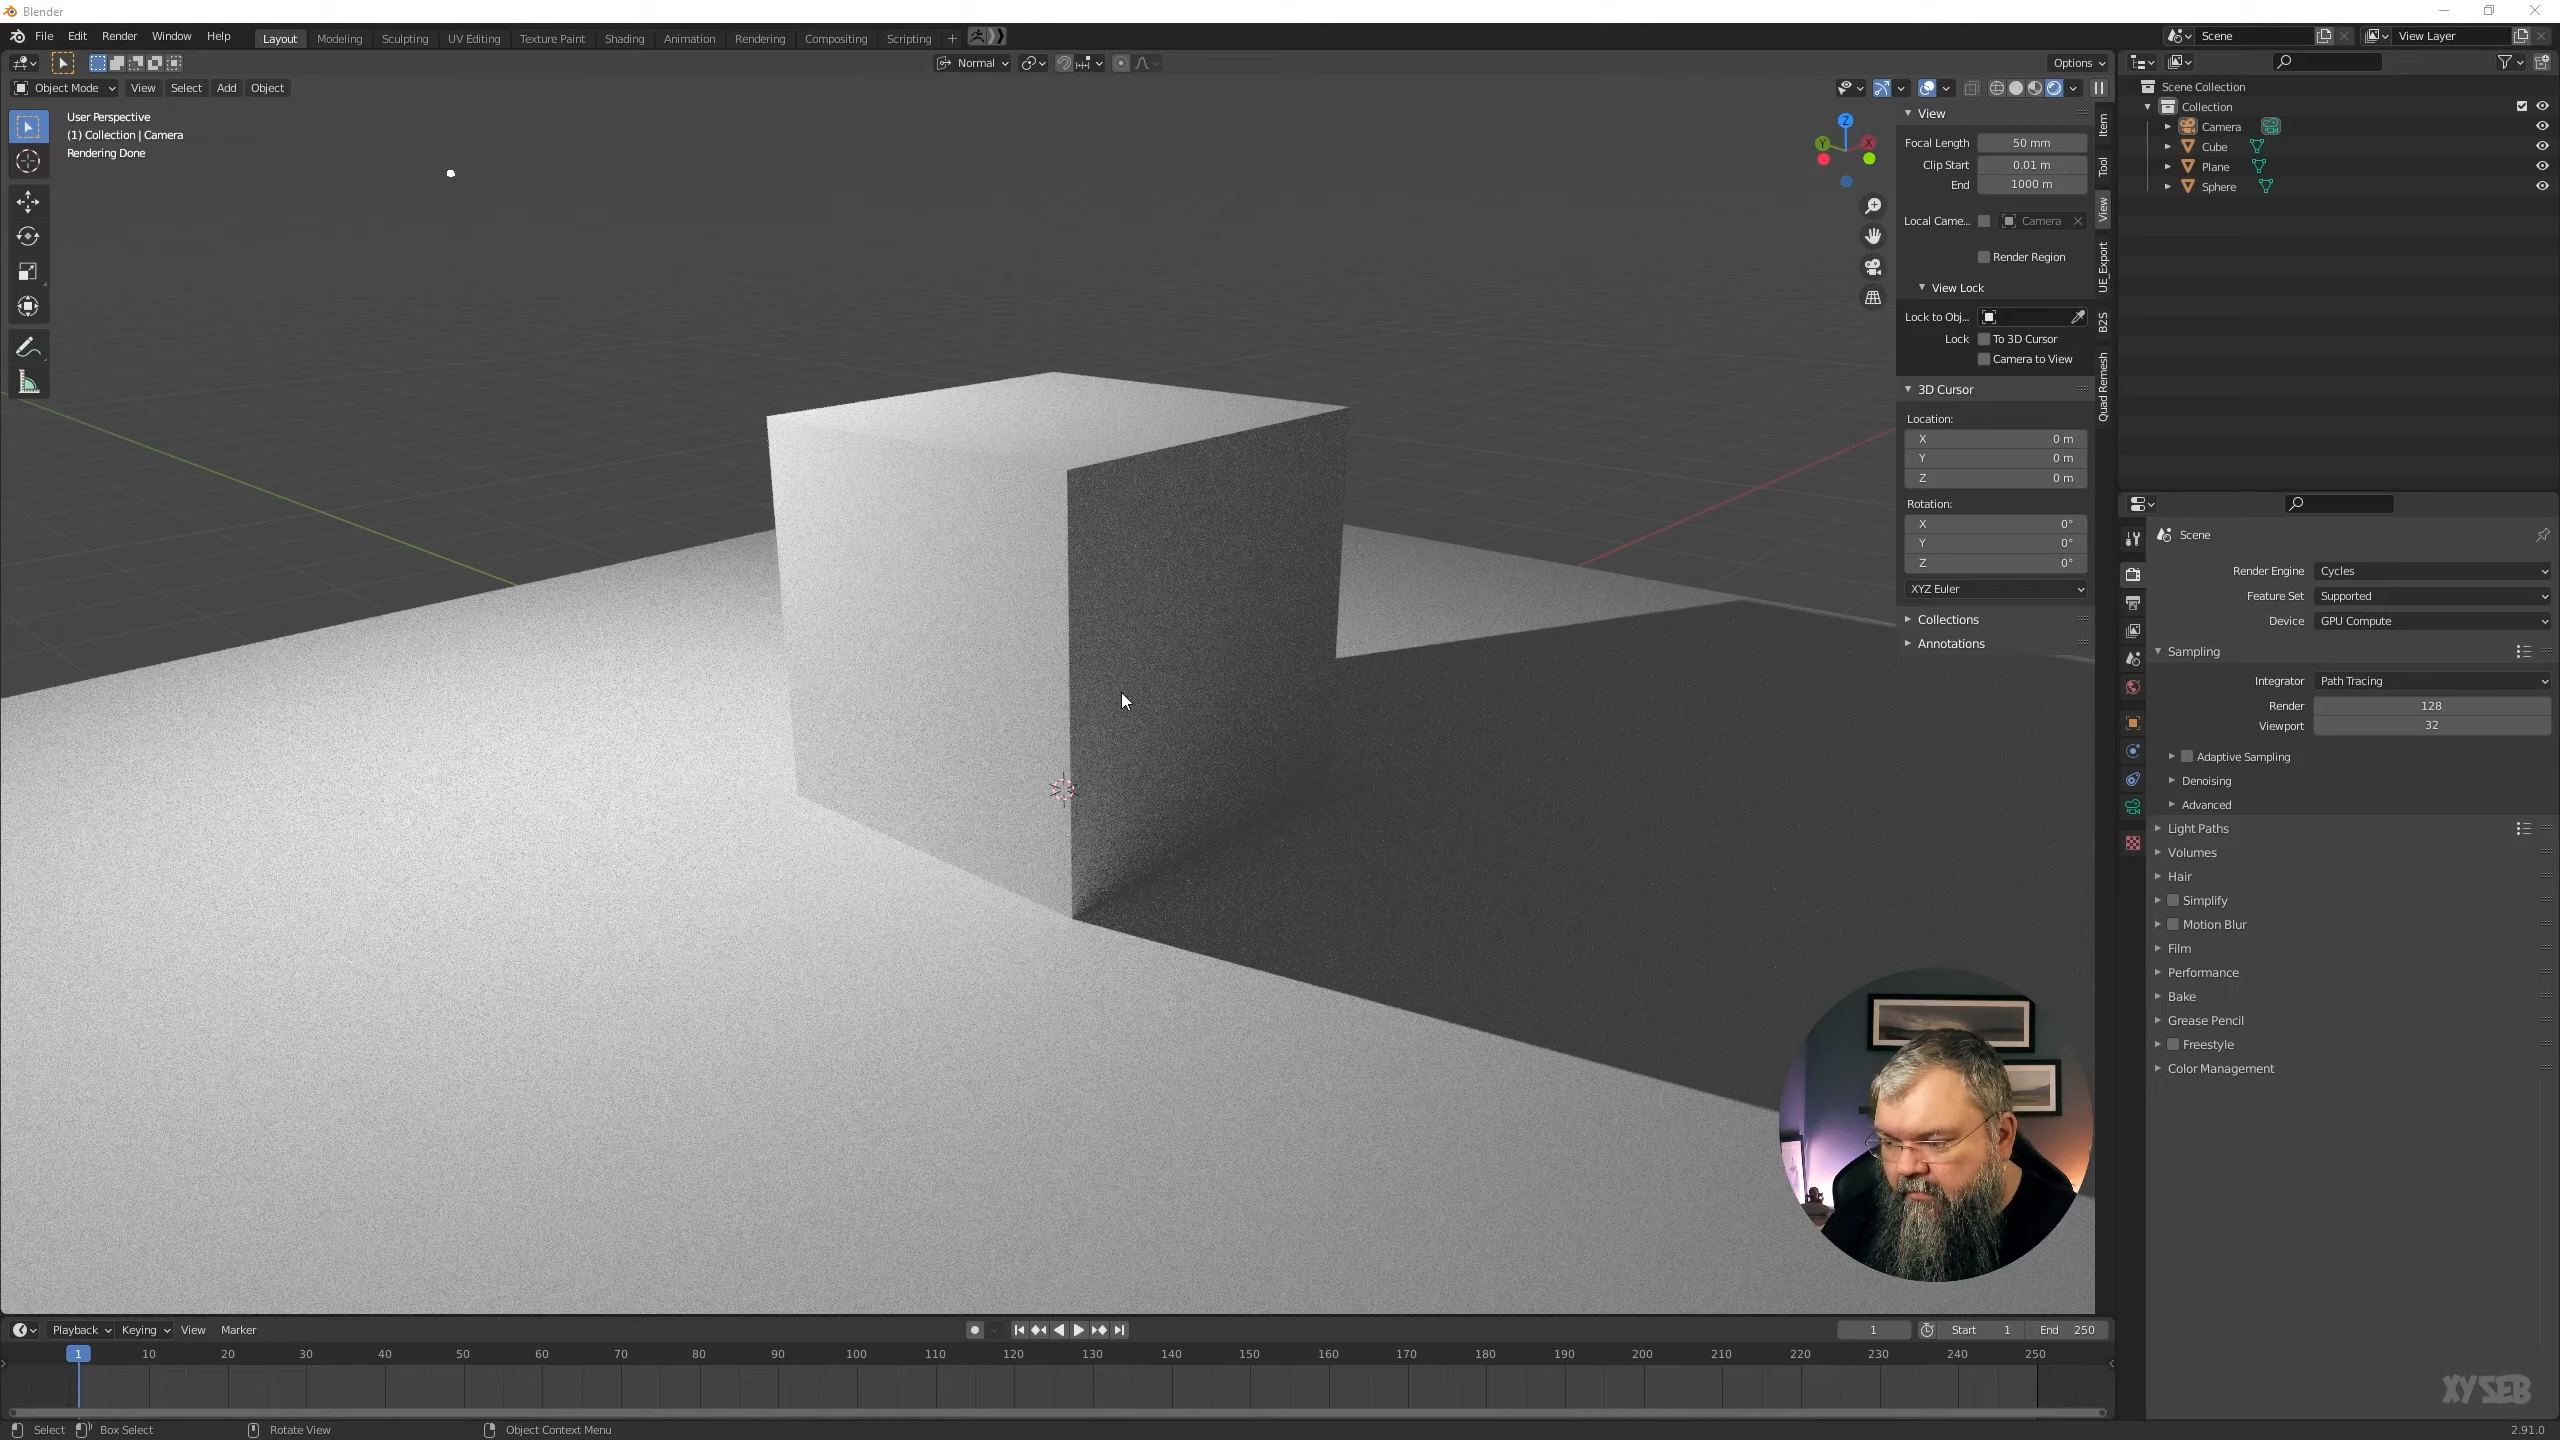 Blender
File Edit Render Window Help Layout Modeling Sculpting UV Editing Texture Paint Shading Animation Rendering Compositing Scripting + Scene View Layer
Normal Options
Object Mode View Select Add Object
User Perspective
(1) Collection | Camera
Rendering Done
Z
Y X
View
Focal Length 50 mm
Clip Start 0.01 m
End 1000 m
Local Came... Camera
Render Region
View Lock
Lock to Obj...
Lock To 3D Cursor
Camera to View
3D Cursor
Location:
X 0 m
Y 0 m
Z 0 m
Rotation:
X 0°
Y 0°
Z 0°
XYZ Euler
Collections
Annotations
Item
Tool
View
UE_Export
B2S
Quad Remesh
Scene Collection
Collection
Camera
Cube
Plane
Sphere
Scene
Render Engine Cycles
Feature Set Supported
Device GPU Compute
Sampling
Integrator Path Tracing
Render 128
Viewport 32
Adaptive Sampling
Denoising
Advanced
Light Paths
Volumes
Hair
Simplify
Motion Blur
Film
Performance
Bake
Grease Pencil
Freestyle
Color Management
Playback Keying View Marker 1 Start 1 End 250
1 10 20 30 40 50 60 70 80 90 100 110 120 130 140 150 160 170 180 190 200 210 220 230 240 250
XYSEB
Select Box Select Rotate View Object Context Menu 2.91.0